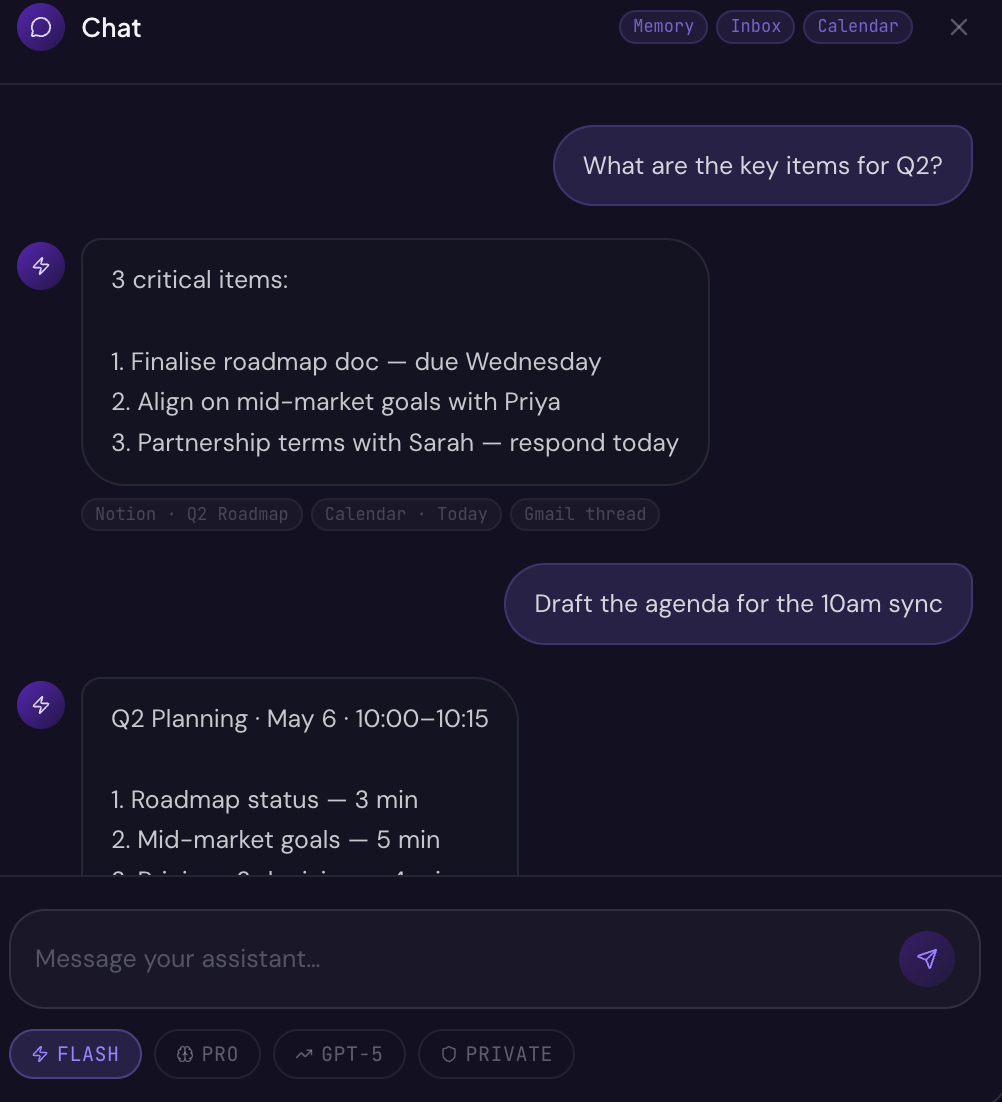 Chat
Memory
Inbox
Calendar
What are the key items for Q2?
3 critical items:
1. Finalise roadmap doc — due Wednesday
2. Align on mid-market goals with Priya
3. Partnership terms with Sarah — respond today
Notion · Q2 Roadmap
Calendar · Today
Gmail thread
Draft the agenda for the 10am sync
Q2 Planning · May 6 · 10:00–10:15
1. Roadmap status — 3 min
2. Mid-market goals — 5 min
Message your assistant...
FLASH
PRO
GPT-5
PRIVATE